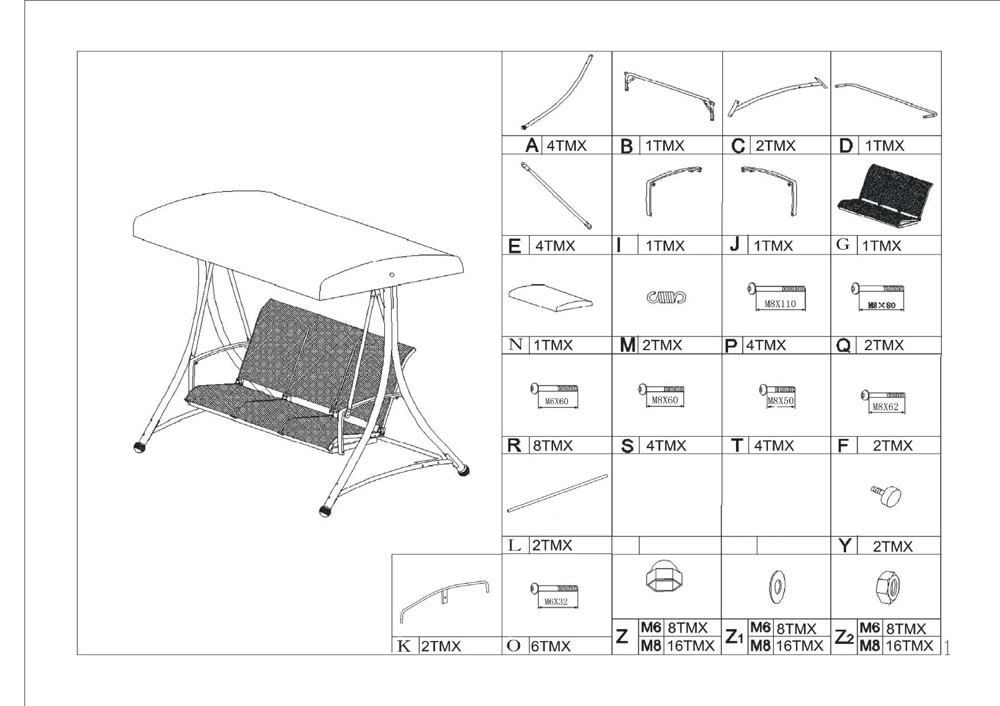 A 4TMX B 1TMX C 2TMX D 1TMX
E 4TMX I 1TMX J 1TMX G 1TMX
M8X110 M8×80
N 1TMX M 2TMX P 4TMX Q 2TMX
M6X60 M8X60 M8X50 M8X62
R 8TMX S 4TMX T 4TMX F 2TMX
L 2TMX Y 2TMX
M6X32
K 2TMX O 6TMX
Z M6 8TMX M8 16TMX
Z1 M6 8TMX M8 16TMX
Z2 M6 8TMX M8 16TMX
1